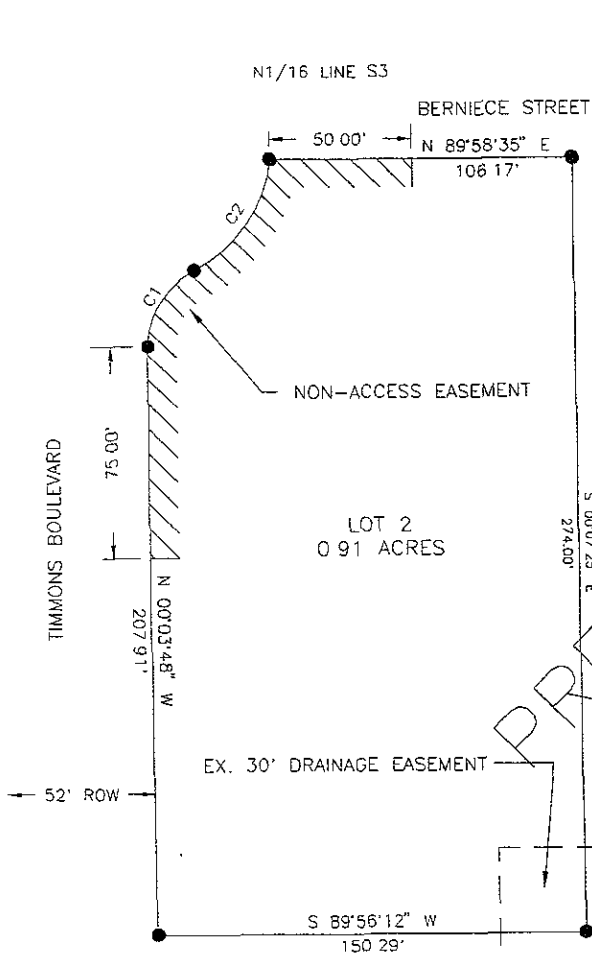 N1/16 LINE S3
BERNIECE STREET
50 00'
N 89°58'35" E
106 17'
C2
C1
NON-ACCESS EASEMENT
75 00'
TIMMONS BOULEVARD
LOT 2
0 91 ACRES
274.00'
N 00°03'48" W
207 91'
PR
EX. 30' DRAINAGE EASEMENT
52' ROW
S 89°56'12" W
150 29'